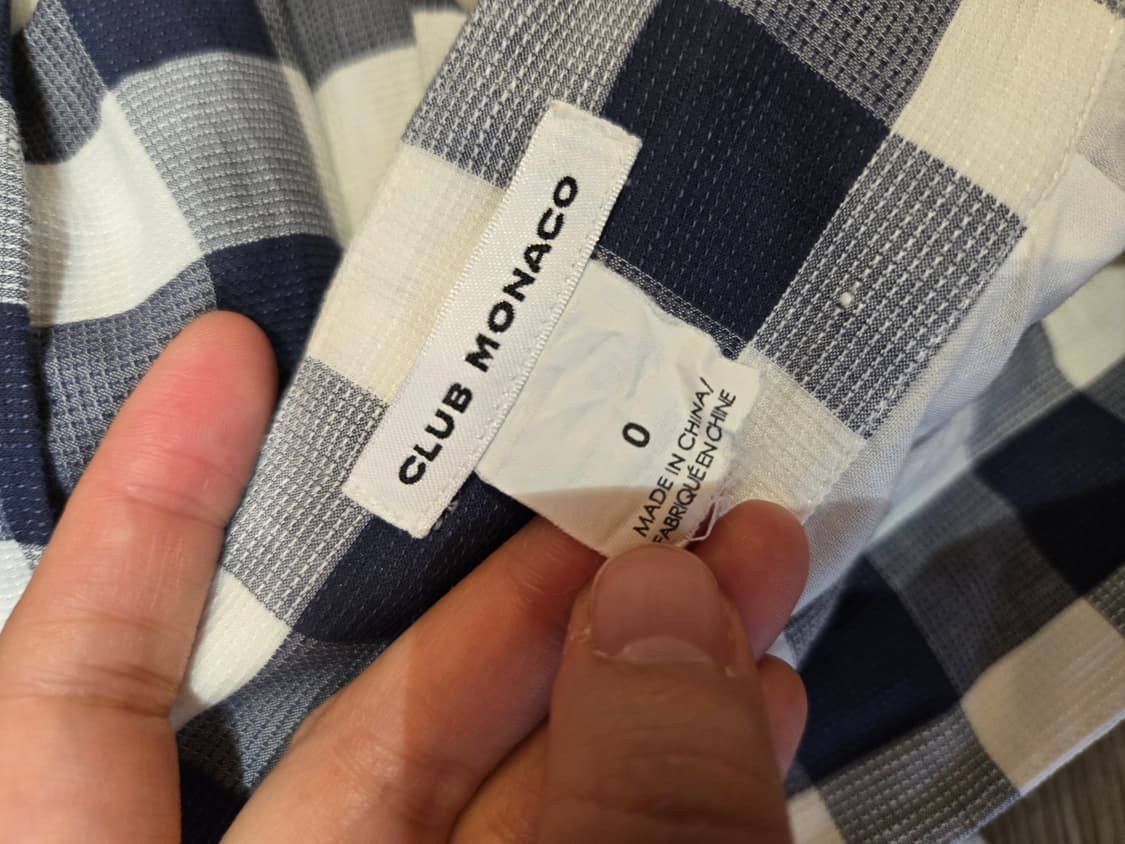 CLUB MONACO
0
MADE IN CHINA/
FABRIQUÉ EN CHINE